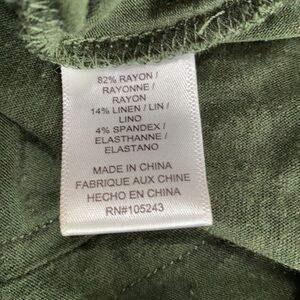 82% RAYON /
RAYONNE /
RAYON
14% LINEN / LIN /
LINO
4% SPANDEX /
ELASTHANNE /
ELASTANO
MADE IN CHINA
FABRIQUE AUX CHINE
HECHO EN CHINA
RN#105243